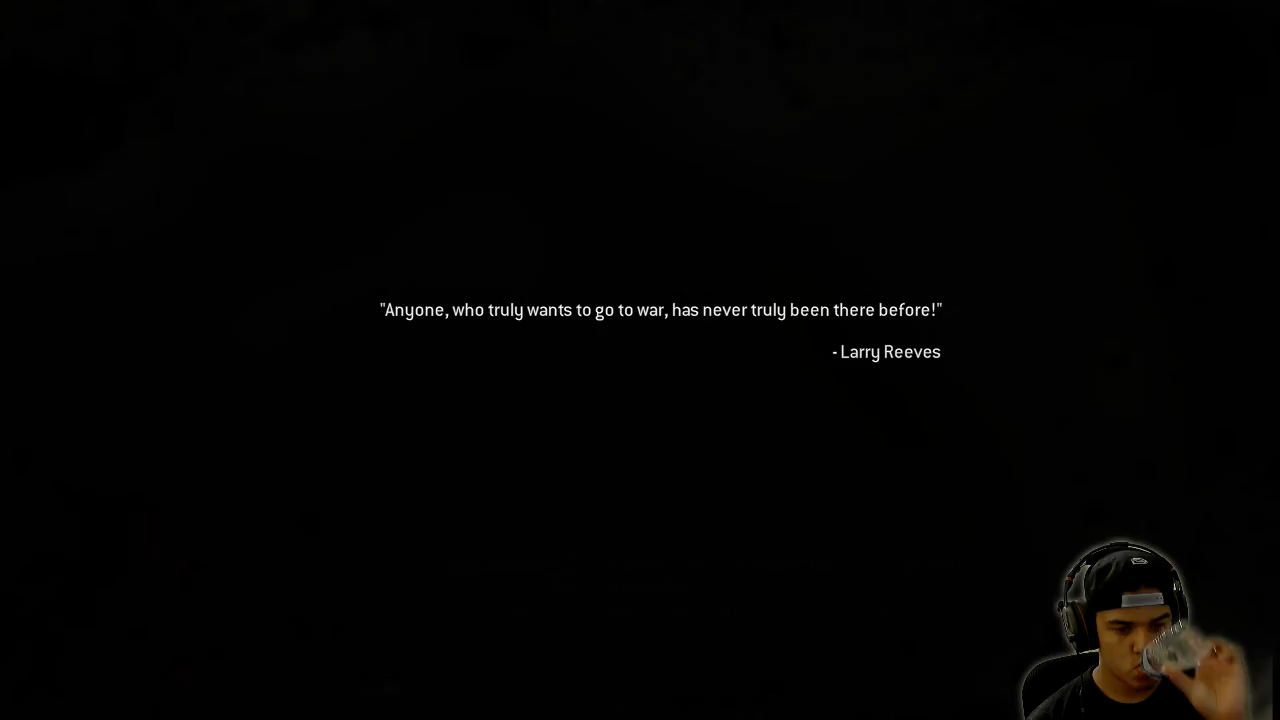 "Anyone, who truly wants to go to war, has never truly been there before!"
- Larry Reeves